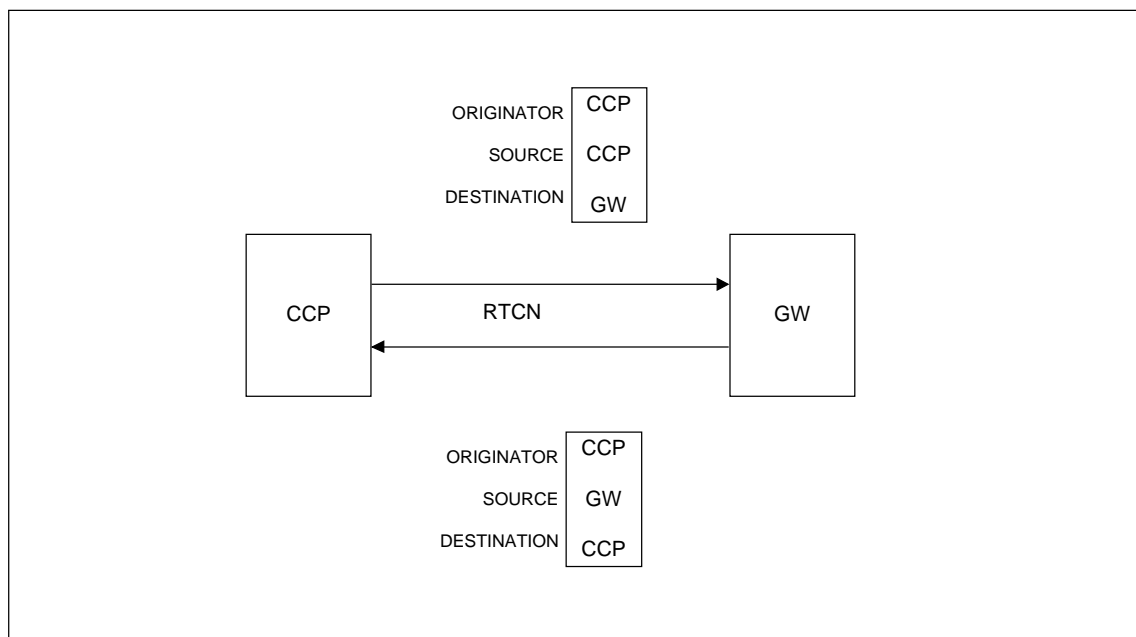 ORIGINATOR CCP
SOURCE CCP
DESTINATION GW
CCP RTCN GW
ORIGINATOR CCP
SOURCE GW
DESTINATION CCP